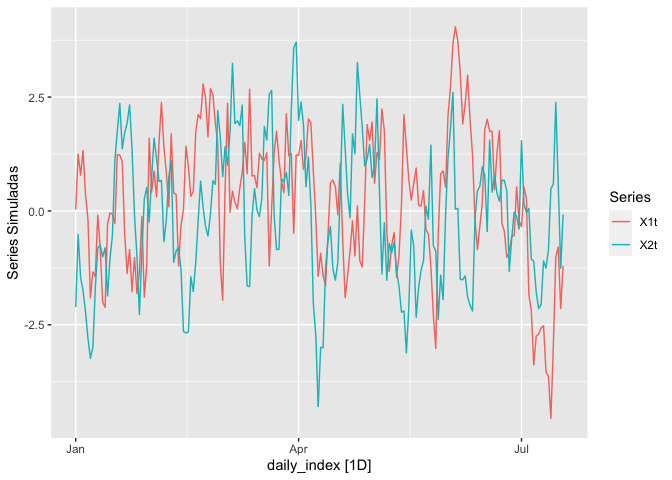 2.5
0.0
-2.5
Series Simuladas
Jan
Apr
Jul
daily_index [1D]
Series
X1t
X2t